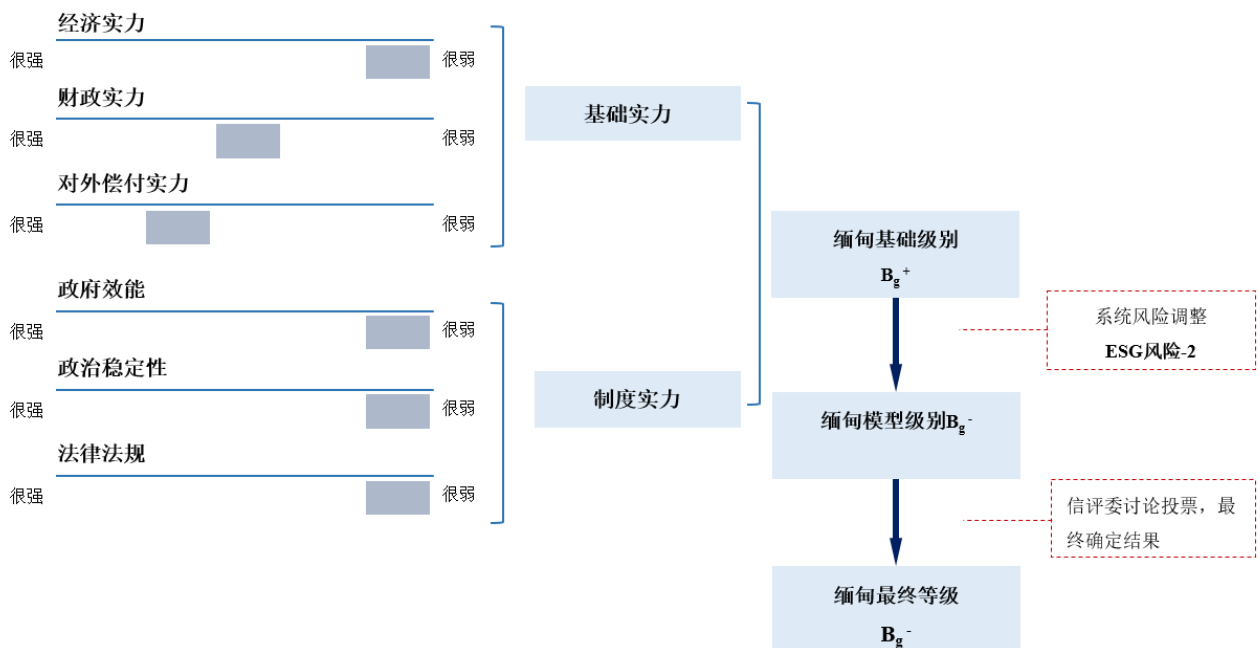 经济实力
很强
很弱
财政实力
很强
很弱
对外偿付实力
很强
很弱
政府效能
很强
很弱
政治稳定性
很强
很弱
法律法规
很强
很弱
基础实力
制度实力
缅甸基础级别
Bg+
系统风险调整
ESG风险-2
缅甸模型级别Bg-
信评委讨论投票，最
终确定结果
缅甸最终等级
Bg-